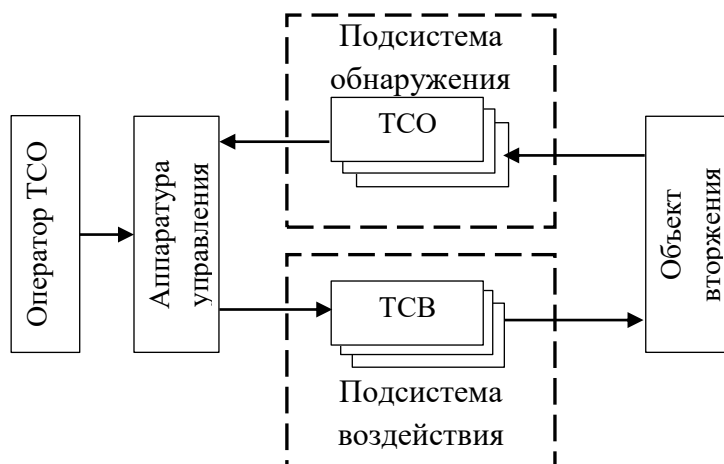 Подсистема
обнаружения
ТСО
Оператор ТСО
Аппаратура
управления
Объект
вторжения
ТСВ
Подсистема
воздействия